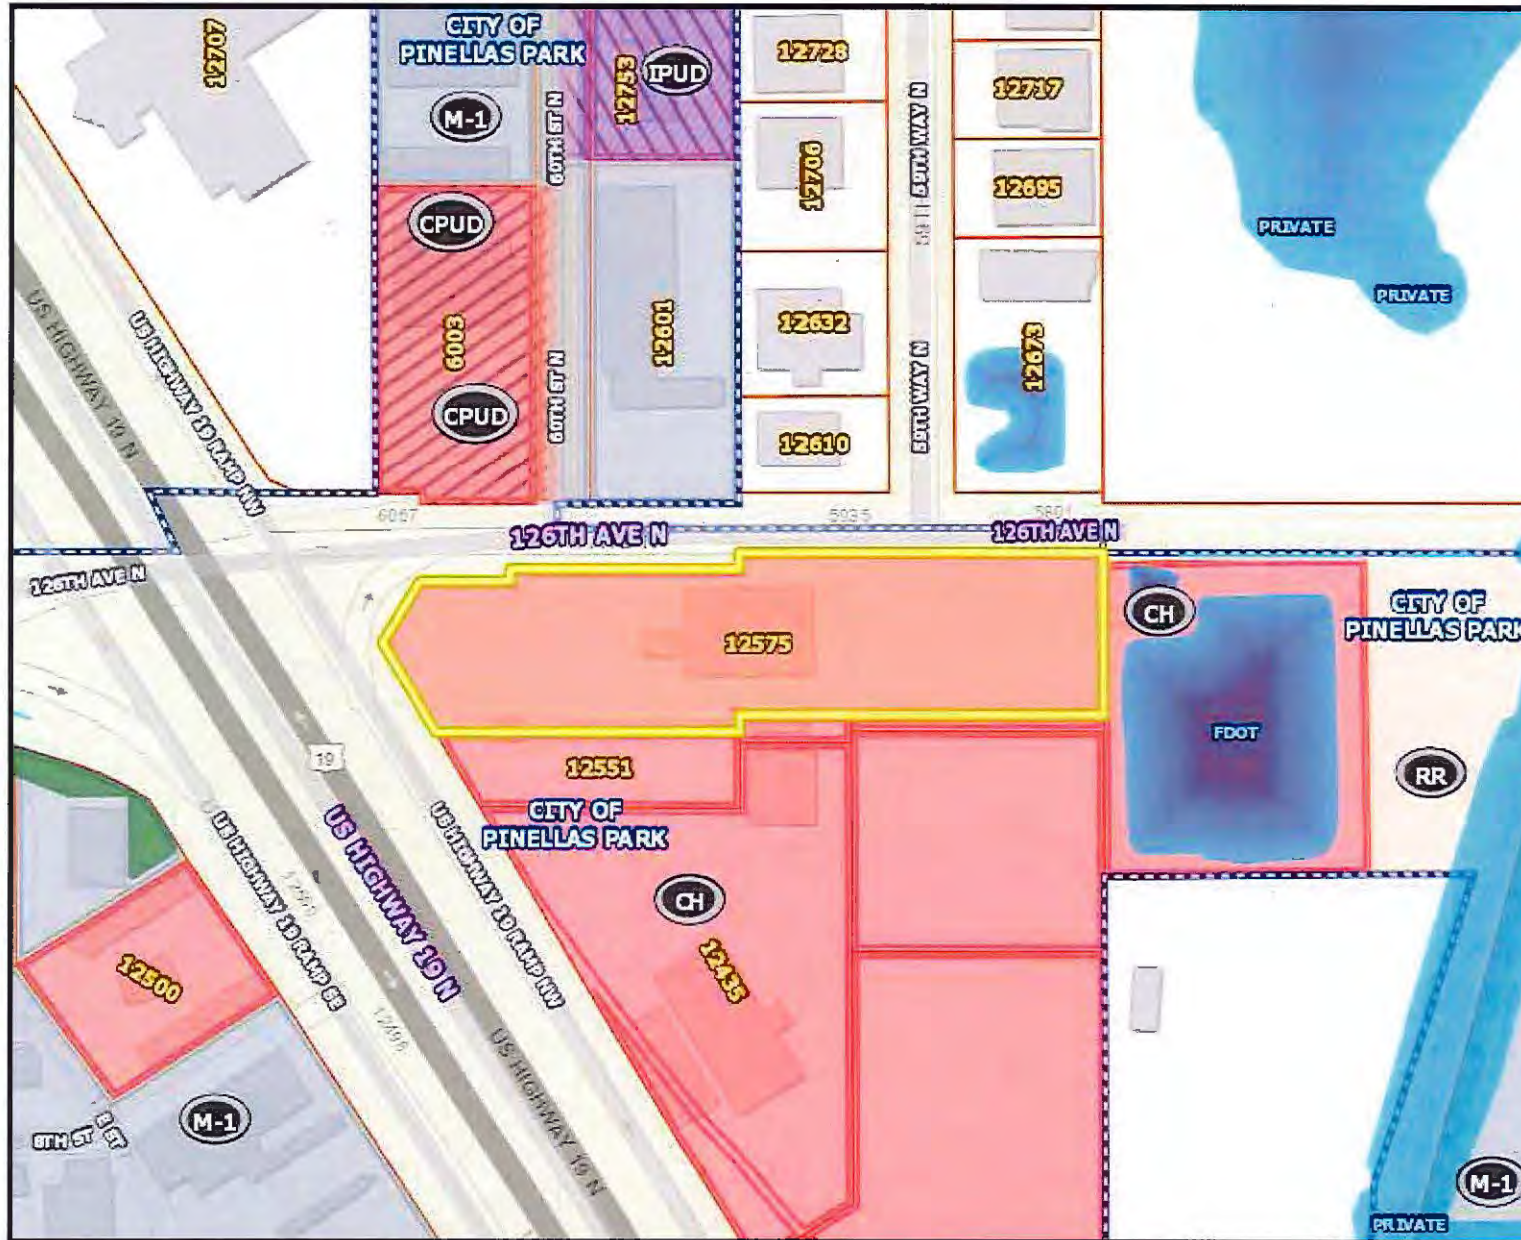 12707
CITY OF
PINELLAS PARK
M-1
60TH ST N
12753
IPUD
12728
59TH WAY N
12717
12706
12695
CPUD
PRIVATE
PRIVATE
US HIGHWAY 19 N
US HIGHWAY 19 RAMP NW
6003
12601
12632
12673
CPUD
60TH ST N
59TH WAY N
12610
6067
5935
5801
126TH AVE N
126TH AVE N
126TH AVE N
12575
CH
CITY OF
PINELLAS PARK
FDOT
19
12551
RR
CITY OF
PINELLAS PARK
US HIGHWAY 19 N
US HIGHWAY 19 RAMP NW
US HIGHWAY 19 RAMP SE
CH
12435
12500
12498
US HIGHWAY 19 N
M-1
8TH ST
E ST
M-1
PRIVATE